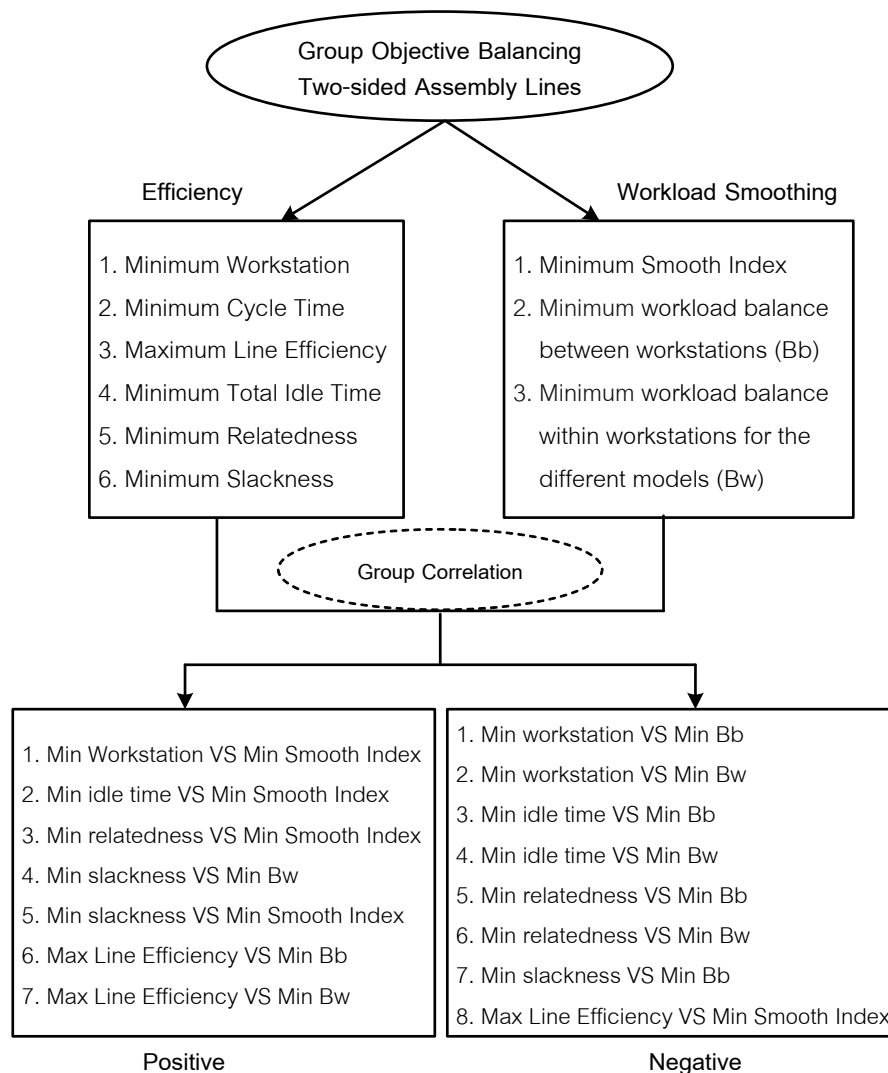 Group Objective Balancing
Two-sided Assembly Lines
Efficiency
1. Minimum Workstation
2. Minimum Cycle Time
3. Maximum Line Efficiency
4. Minimum Total Idle Time
5. Minimum Relatedness
6. Minimum Slackness
Workload Smoothing
1. Minimum Smooth Index
2. Minimum workload balance
between workstations (Bb)
3. Minimum workload balance
within workstations for the
different models (Bw)
Group Correlation
1. Min Workstation VS Min Smooth Index
2. Min idle time VS Min Smooth Index
3. Min relatedness VS Min Smooth Index
4. Min slackness VS Min Bw
5. Min slackness VS Min Smooth Index
6. Max Line Efficiency VS Min Bb
7. Max Line Efficiency VS Min Bw
Positive
1. Min workstation VS Min Bb
2. Min workstation VS Min Bw
3. Min idle time VS Min Bb
4. Min idle time VS Min Bw
5. Min relatedness VS Min Bb
6. Min relatedness VS Min Bw
7. Min slackness VS Min Bb
8. Max Line Efficiency VS Min Smooth Index
Negative